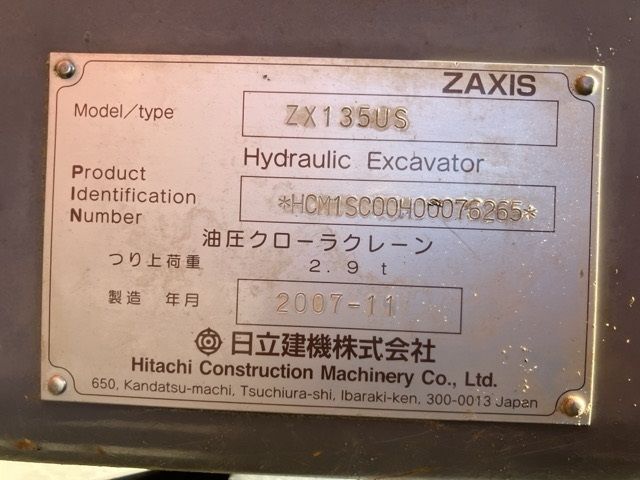 ZAXIS
Model/type ZX135US
Hydraulic Excavator
Product
Identification *HCM1SC00H00076265*
Number
油圧クローラクレーン
つり上荷重 2.9 t
製造 年月 2007-11
日立建機株式会社
Hitachi Construction Machinery Co., Ltd.
650, Kandatsu-machi, Tsuchiura-shi, Ibaraki-ken, 300-0013 Japan